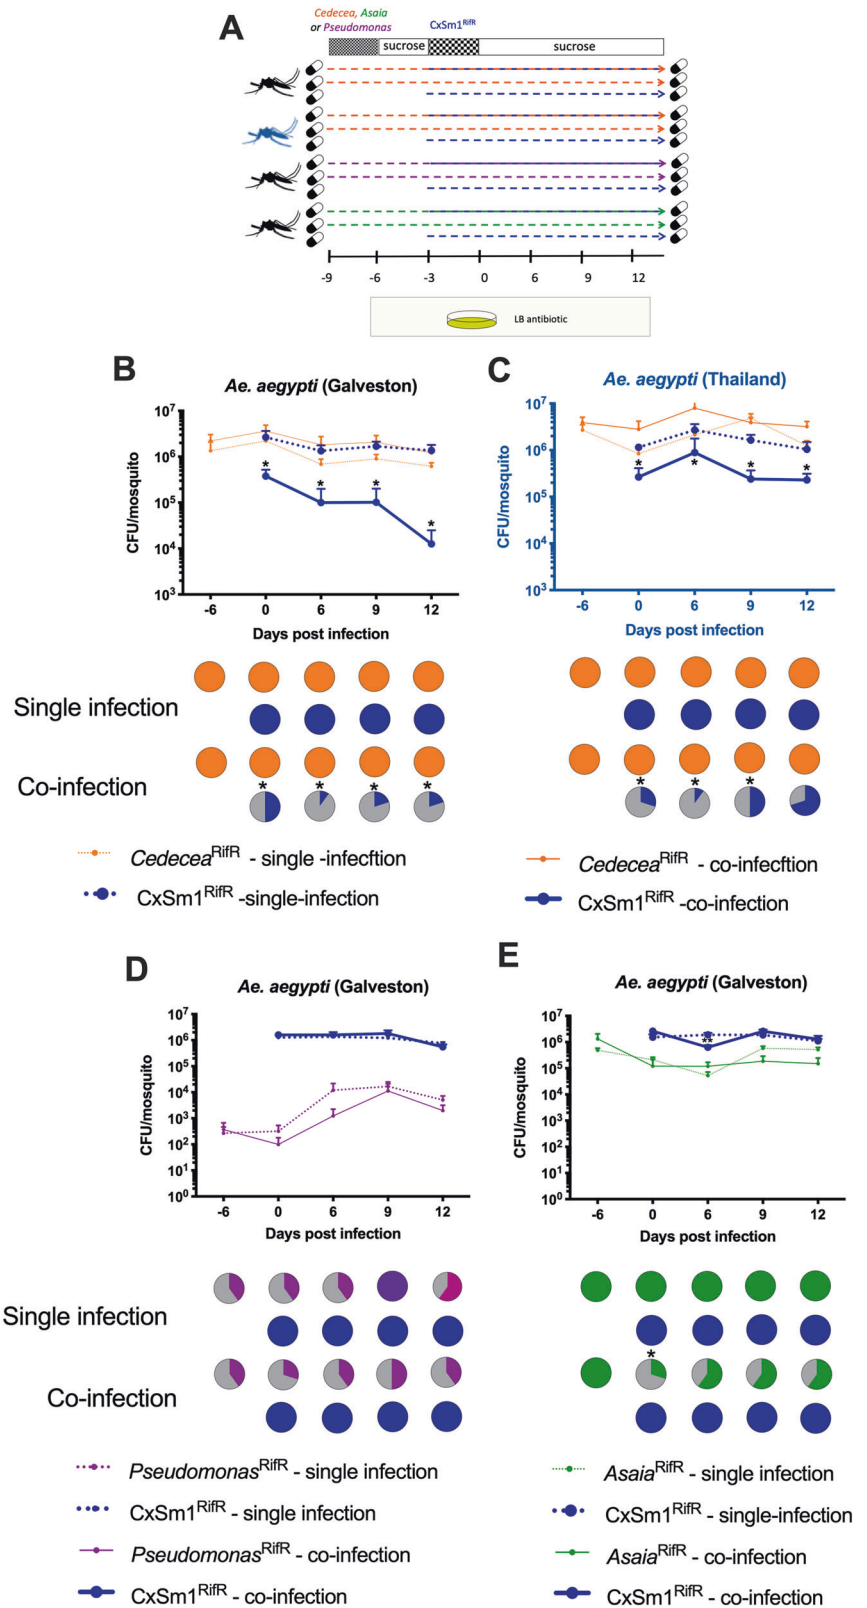 A
Cedecea, Asaia
or Pseudomonas
CxSm1RifR
sucrose
sucrose
-9 -6 -3 0 6 9 12
LB antibiotic
B
Ae. aegypti (Galveston)
CFU/mosquito
10⁷
10⁶
10⁵
10⁴
10³
-6 0 6 9 12
Days post infection
* * * *
C
Ae. aegypti (Thailand)
CFU/mosquito
10⁷
10⁶
10⁵
10⁴
10³
-6 0 6 9 12
Days post infection
* * * *
Single infection
Co-infection
* * * *
* * *
CedeceaRifR - single -infecftion
CxSm1RifR -single-infection
CedeceaRifR - co-infecftion
CxSm1RifR -co-infection
D
Ae. aegypti (Galveston)
CFU/mosquito
10⁷
10⁶
10⁵
10⁴
10³
10²
10¹
10⁰
-6 0 6 9 12
Days post infection
E
Ae. aegypti (Galveston)
CFU/mosquito
10⁷
10⁶
10⁵
10⁴
10³
10²
10¹
10⁰
**
-6 0 6 9 12
Days post infection
Single infection
Co-infection
*
PseudomonasRifR - single infection
CxSm1RifR - single infection
PseudomonasRifR - co-infection
CxSm1RifR - co-infection
AsaiaRifR - single infection
CxSm1RifR - single-infection
AsaiaRifR - co-infection
CxSm1RifR - co-infection